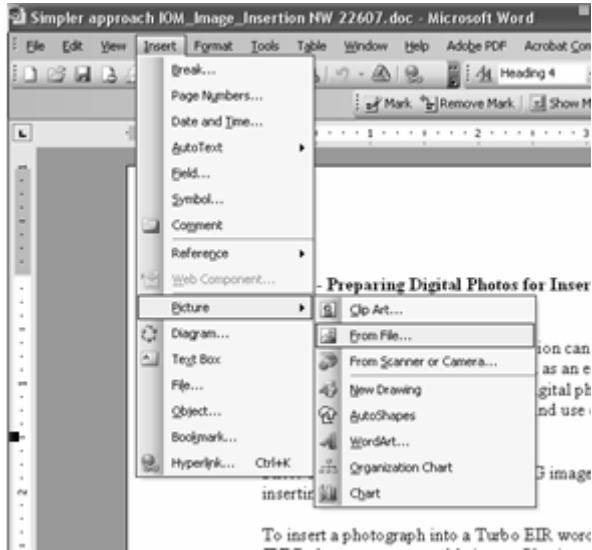 Simpler approach IOM_Image_Insertion NW 22607.doc - Microsoft Word
File Edit View Insert Format Tools Table Window Help Adobe PDF Acrobat
Heading 4
Mark Remove Mark Show
Break...
Page Numbers...
Date and Time...
AutoText
Field...
Symbol...
Comment
Reference
Web Component...
Picture
Diagram...
Text Box
File...
Object...
Bookmark...
Hyperlink... Ctrl+K
Clip Art...
From File...
From Scanner or Camera...
New Drawing
AutoShapes
WordArt...
Organization Chart
Chart
1 2 3
- Preparing Digital Photos for Inser
ion can
as an e
gital ph
nd use
G image
insertin
To insert a photograph into a Turbo EIR word